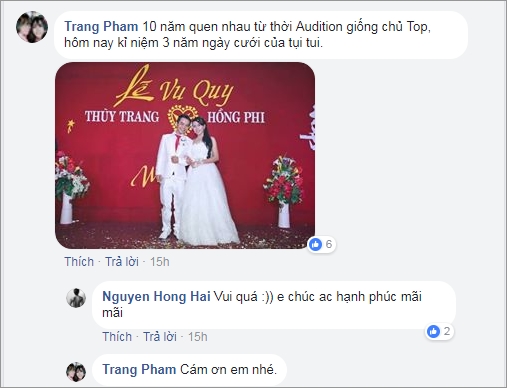 Trang Pham 10 năm quen nhau từ thời Audition giống chủ Top,
hôm nay kỉ niệm 3 năm ngày cưới của tụi tui.
Lễ Vu Quy
THÙY TRANG
HỒNG PHI
6
Thích · Trả lời · 15h
Nguyen Hong Hai Vui quá :)) e chúc ac hạnh phúc mãi
mãi
2
Thích · Trả lời · 15h
Trang Pham Cám ơn em nhé.